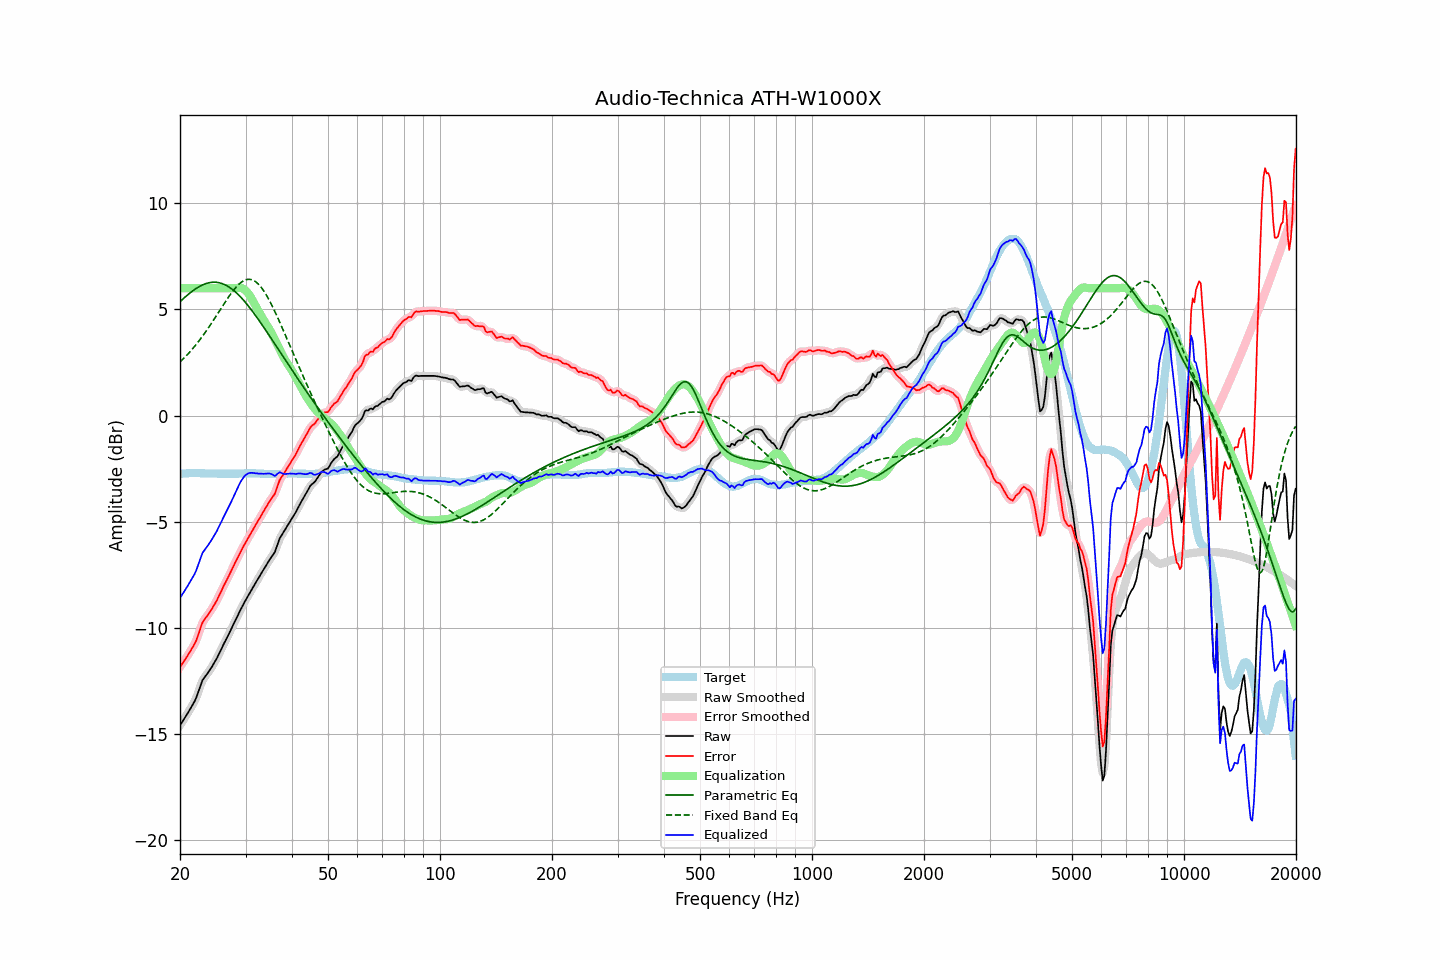 Audio-Technica ATH-W1000X
Amplitude (dBr)
10
5
0
−5
−10
−15
−20
Target
Raw Smoothed
Error Smoothed
Raw
Error
Equalization
Parametric Eq
Fixed Band Eq
Equalized
20
50
100
200
500
1000
2000
5000
10000
20000
Frequency (Hz)